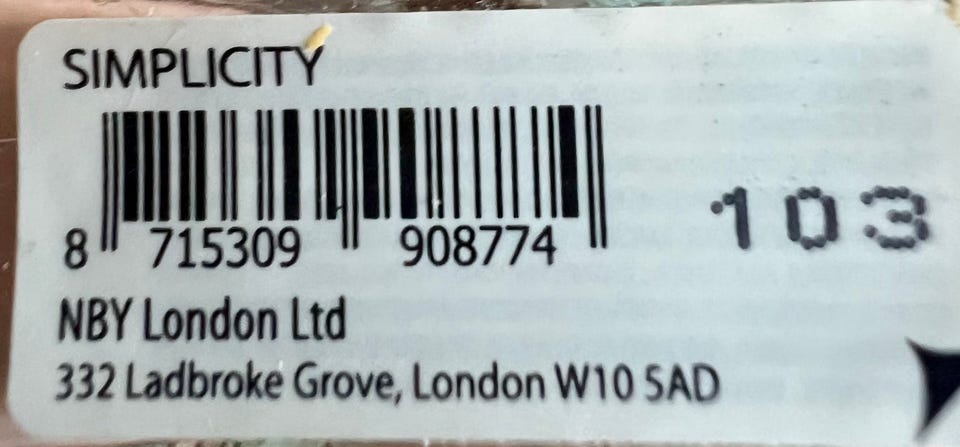 SIMPLICITY
8 715309 908774
103
NBY London Ltd
332 Ladbroke Grove, London W10 5AD